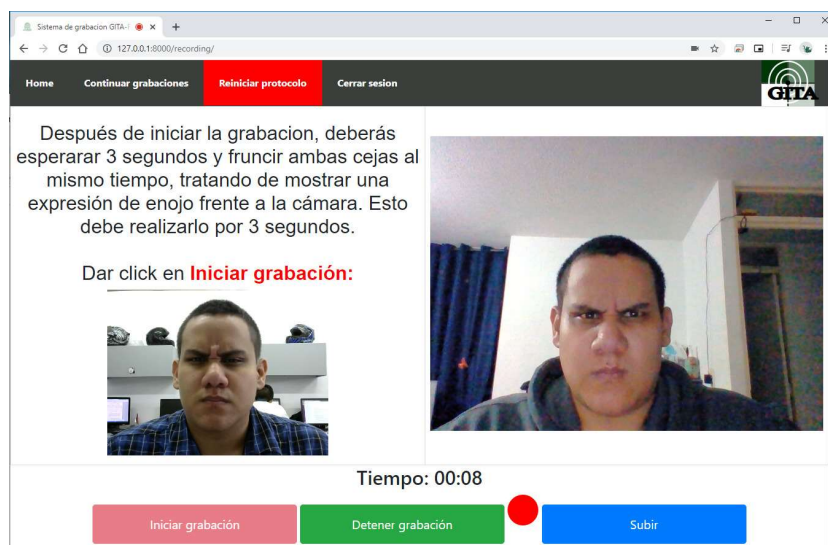 Sistema de grabacion GITA-
127.0.0.1:8000/recording/
Home Continuar grabaciones Reiniciar protocolo Cerrar sesion
GITA
Después de iniciar la grabacion, deberás
esperarar 3 segundos y fruncir ambas cejas al
mismo tiempo, tratando de mostrar una
expresión de enojo frente a la cámara. Esto
debe realizarlo por 3 segundos.
Dar click en Iniciar grabación:
Tiempo: 00:08
Iniciar grabación Detener grabación Subir